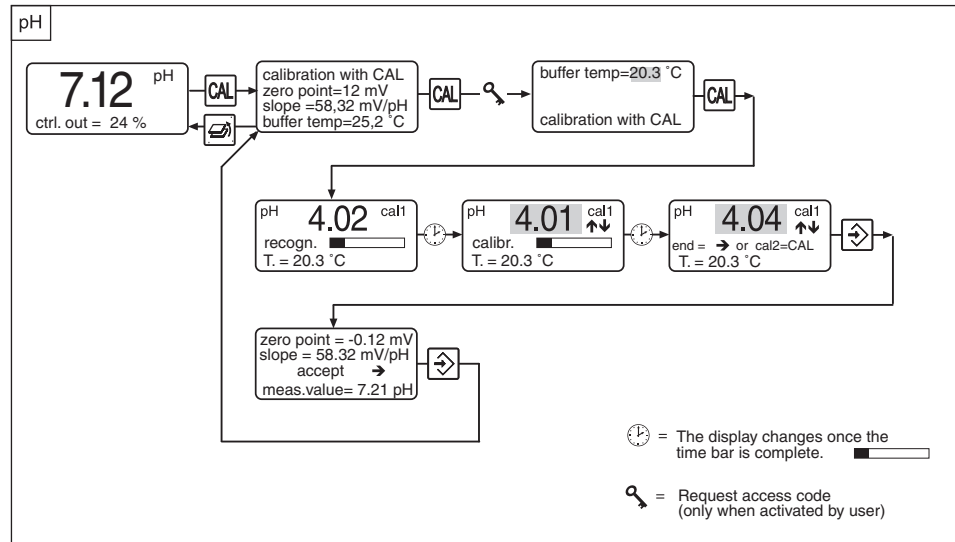 pH
7.12 pH
ctrl. out = 24 %
CAL
calibration with CAL
zero point=12 mV
slope =58,32 mV/pH
buffer temp=25,2 ˚C
CAL
buffer temp=20.3 ˚C
calibration with CAL
CAL
pH 4.02 cal1
recogn.
T. = 20.3 ˚C
pH 4.01 cal1
calibr.
T. = 20.3 ˚C
pH 4.04 cal1
end = ➔ or cal2=CAL
T. = 20.3 ˚C
zero point = -0.12 mV
slope = 58.32 mV/pH
accept ➔
meas.value= 7.21 pH
= The display changes once the
time bar is complete.
= Request access code
(only when activated by user)